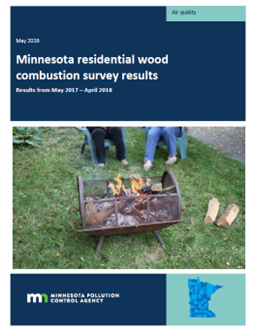 Air quality
May 2019
Minnesota residential wood
combustion survey results
Results from May 2017 – April 2018
MINNESOTA POLLUTION
CONTROL AGENCY